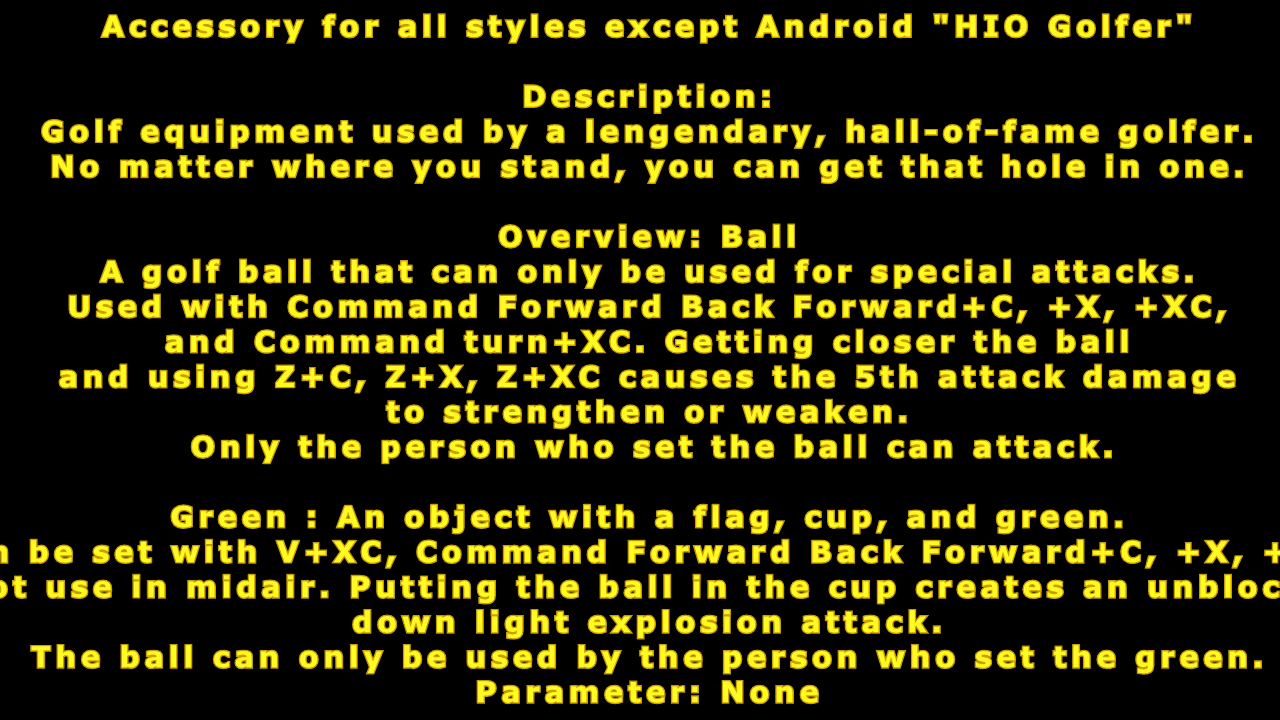 Accessory for all styles except Android "HIO Golfer"
Description:
Golf equipment used by a lengendary, hall-of-fame golfer.
No matter where you stand, you can get that hole in one.
Overview: Ball
A golf ball that can only be used for special attacks.
Used with Command Forward Back Forward+C, +X, +XC,
and Command turn+XC. Getting closer the ball
and using Z+C, Z+X, Z+XC causes the 5th attack damage
to strengthen or weaken.
Only the person who set the ball can attack.
Green : An object with a flag, cup, and green.
be set with V+XC, Command Forward Back Forward+C, +X,
use in midair. Putting the ball in the cup creates an
down light explosion attack.
The ball can only be used by the person who set the green.
Parameter: None